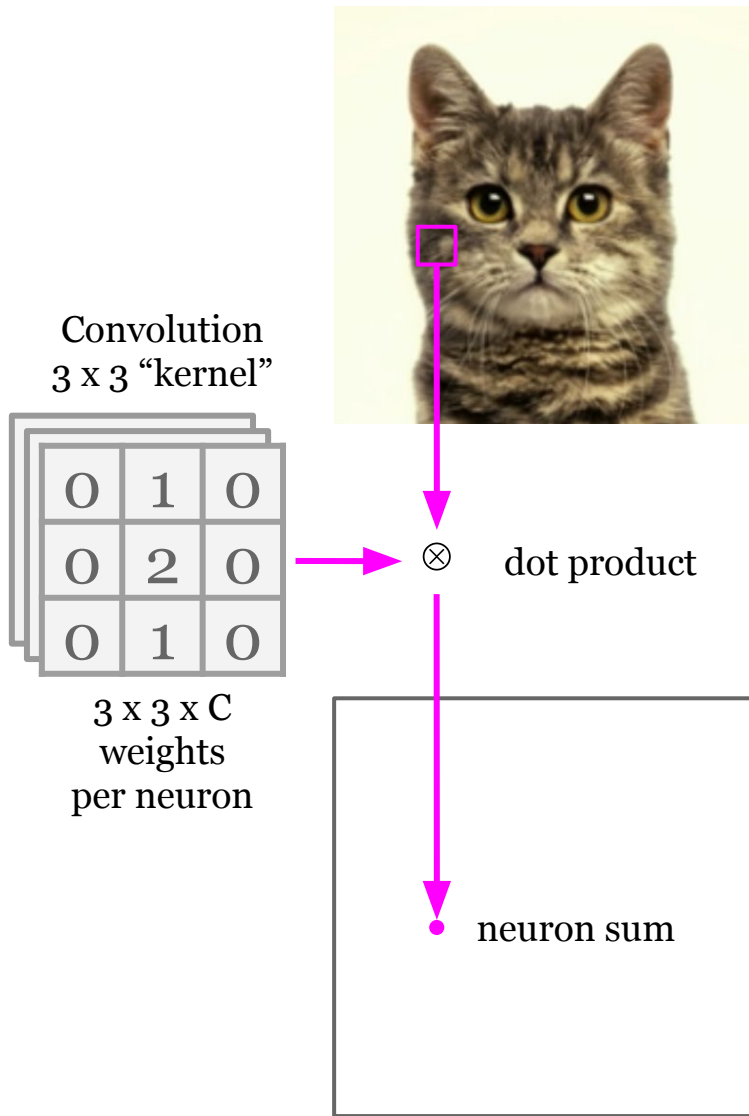 Convolution
3 x 3 “kernel”
0 1 0
0 2 0
0 1 0
dot product
3 x 3 x C
weights
per neuron
neuron sum